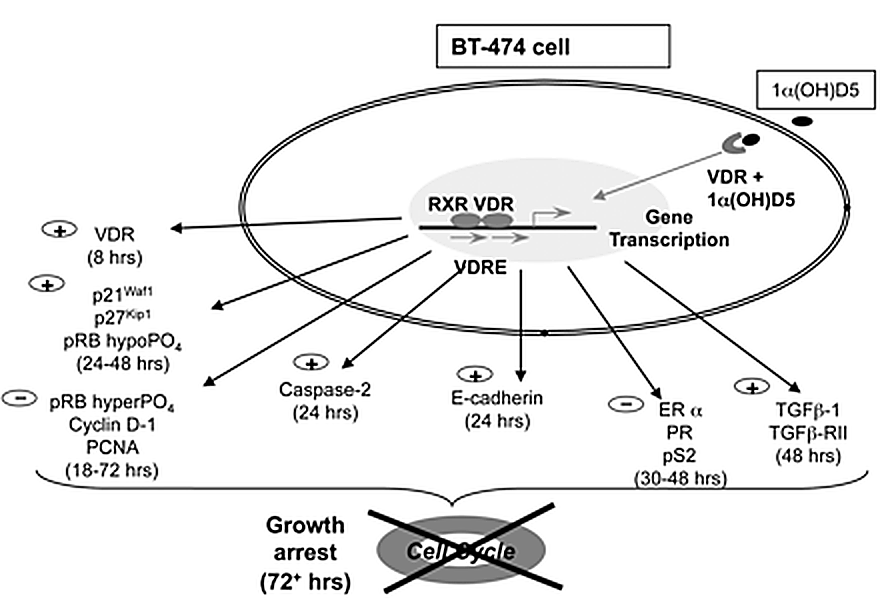 BT-474 cell
1α(OH)D5
VDR +
1α(OH)D5
RXR VDR
Gene
Transcription
VDRE
+
VDR
(8 hrs)
+
p21Waf1
p27Kip1
pRB hypoPO4
(24-48 hrs)
−
pRB hyperPO4
Cyclin D-1
PCNA
(18-72 hrs)
+
Caspase-2
(24 hrs)
+
E-cadherin
(24 hrs)
−
ER α
PR
pS2
(30-48 hrs)
+
TGFβ-1
TGFβ-RII
(48 hrs)
Growth
arrest
(72+ hrs)
Cell Cycle